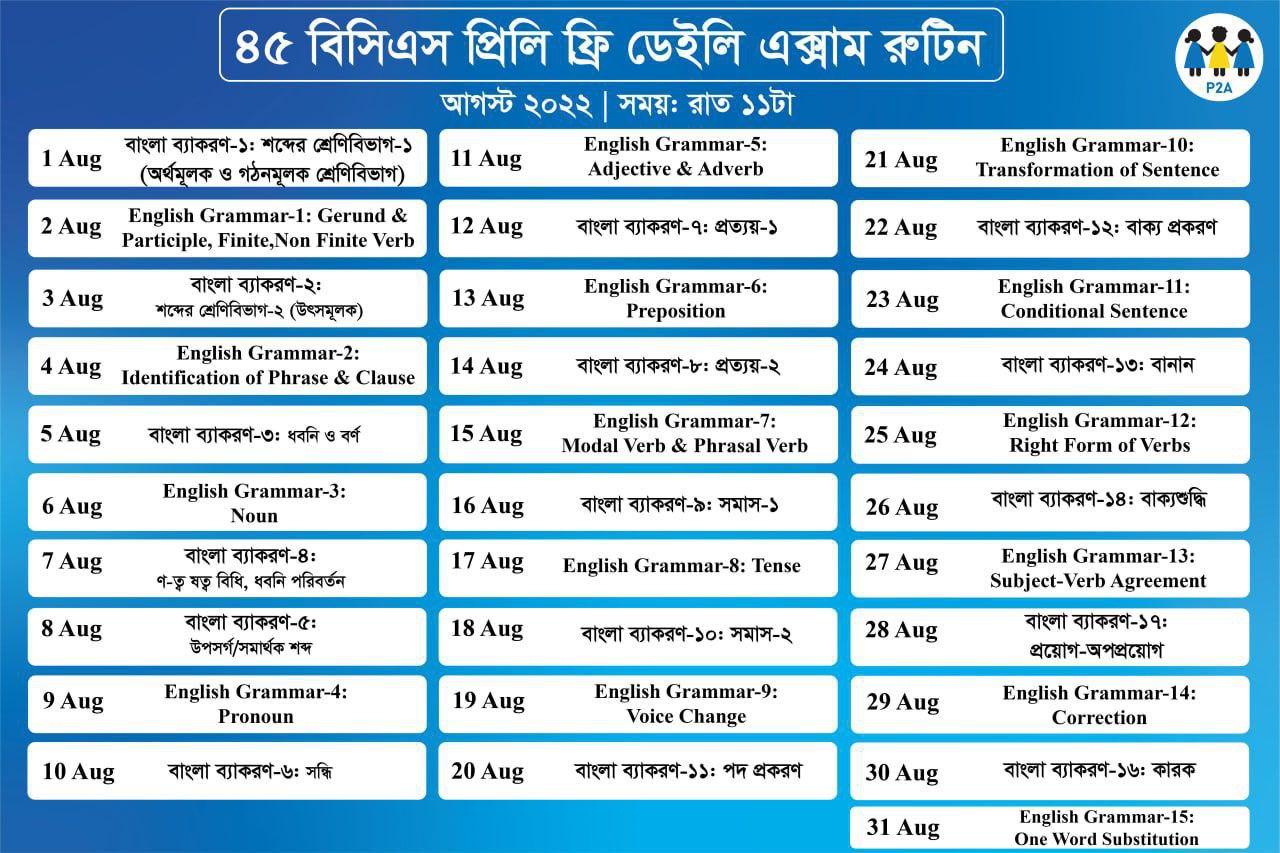 ৪৫ বিসিএস প্রিলি ফ্রি ডেইলি এক্সাম রুটিন
P2A
আগস্ট ২০২২ | সময়: রাত ১১টা
1 Aug
বাংলা ব্যাকরণ-১: শব্দের শ্রেণিবিভাগ-১
(অর্থমূলক ও গঠনমূলক শ্রেণিবিভাগ)
2 Aug
English Grammar-1: Gerund &
Participle, Finite,Non Finite Verb
3 Aug
বাংলা ব্যাকরণ-২:
শব্দের শ্রেণিবিভাগ-২ (উৎসমূলক)
4 Aug
English Grammar-2:
Identification of Phrase & Clause
5 Aug
বাংলা ব্যাকরণ-৩: ধবনি ও বর্ণ
6 Aug
English Grammar-3:
Noun
7 Aug
বাংলা ব্যাকরণ-৪:
ণ-ত্ব ষত্ব বিধি, ধবনি পরিবর্তন
8 Aug
বাংলা ব্যাকরণ-৫:
উপসর্গ/সমার্থক শব্দ
9 Aug
English Grammar-4:
Pronoun
10 Aug
বাংলা ব্যাকরণ-৬: সন্ধি
11 Aug
English Grammar-5:
Adjective & Adverb
12 Aug
বাংলা ব্যাকরণ-৭: প্রত্যয়-১
13 Aug
English Grammar-6:
Preposition
14 Aug
বাংলা ব্যাকরণ-৮: প্রত্যয়-২
15 Aug
English Grammar-7:
Modal Verb & Phrasal Verb
16 Aug
বাংলা ব্যাকরণ-৯: সমাস-১
17 Aug
English Grammar-8: Tense
18 Aug
বাংলা ব্যাকরণ-১০: সমাস-২
19 Aug
English Grammar-9:
Voice Change
20 Aug
বাংলা ব্যাকরণ-১১: পদ প্রকরণ
21 Aug
English Grammar-10:
Transformation of Sentence
22 Aug
বাংলা ব্যাকরণ-১২: বাক্য প্রকরণ
23 Aug
English Grammar-11:
Conditional Sentence
24 Aug
বাংলা ব্যাকরণ-১৩: বানান
25 Aug
English Grammar-12:
Right Form of Verbs
26 Aug
বাংলা ব্যাকরণ-১৪: বাক্যশুদ্ধি
27 Aug
English Grammar-13:
Subject-Verb Agreement
28 Aug
বাংলা ব্যাকরণ-১৭:
প্রয়োগ-অপপ্রয়োগ
29 Aug
English Grammar-14:
Correction
30 Aug
বাংলা ব্যাকরণ-১৬: কারক
31 Aug
English Grammar-15:
One Word Substitution